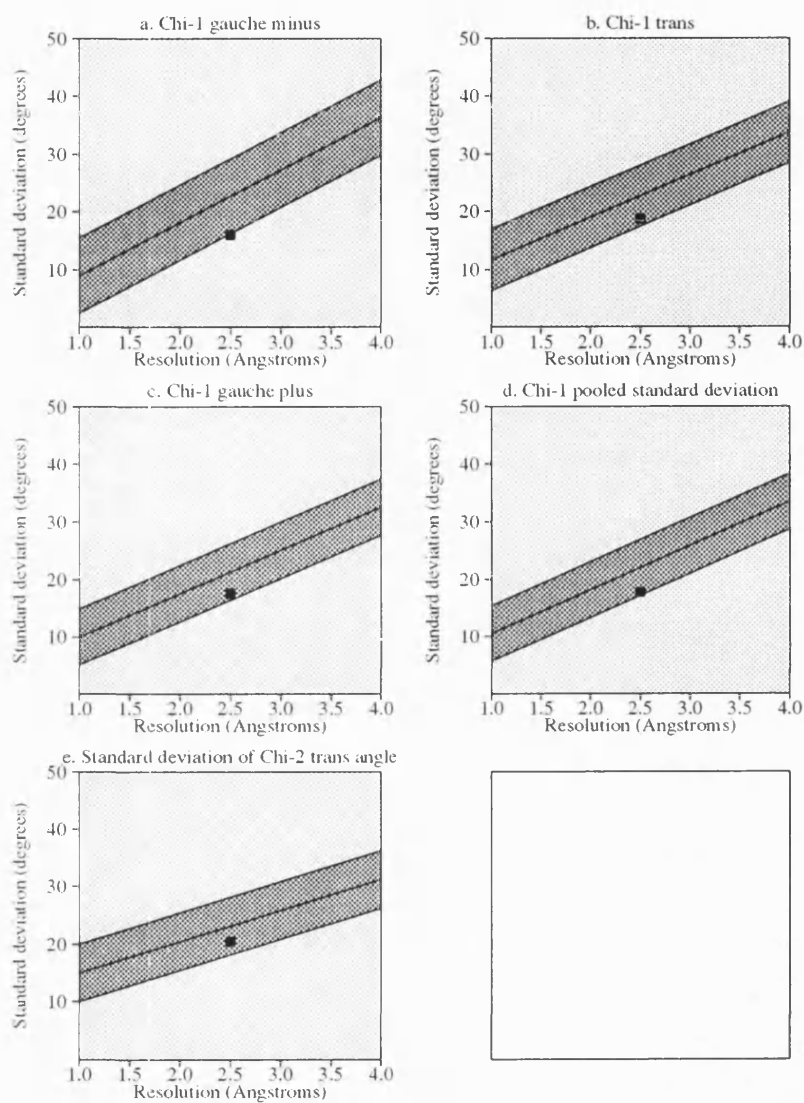 a. Chi-1 gauche minus
Standard deviation (degrees)
50
40
30
20
10
1.0 1.5 2.0 2.5 3.0 3.5 4.0
Resolution (Angstroms)
b. Chi-1 trans
Standard deviation (degrees)
50
40
30
20
10
1.0 1.5 2.0 2.5 3.0 3.5 4.0
Resolution (Angstroms)
c. Chi-1 gauche plus
Standard deviation (degrees)
50
40
30
20
10
1.0 1.5 2.0 2.5 3.0 3.5 4.0
Resolution (Angstroms)
d. Chi-1 pooled standard deviation
Standard deviation (degrees)
50
40
30
20
10
1.0 1.5 2.0 2.5 3.0 3.5 4.0
Resolution (Angstroms)
e. Standard deviation of Chi-2 trans angle
Standard deviation (degrees)
50
40
30
20
10
1.0 1.5 2.0 2.5 3.0 3.5 4.0
Resolution (Angstroms)